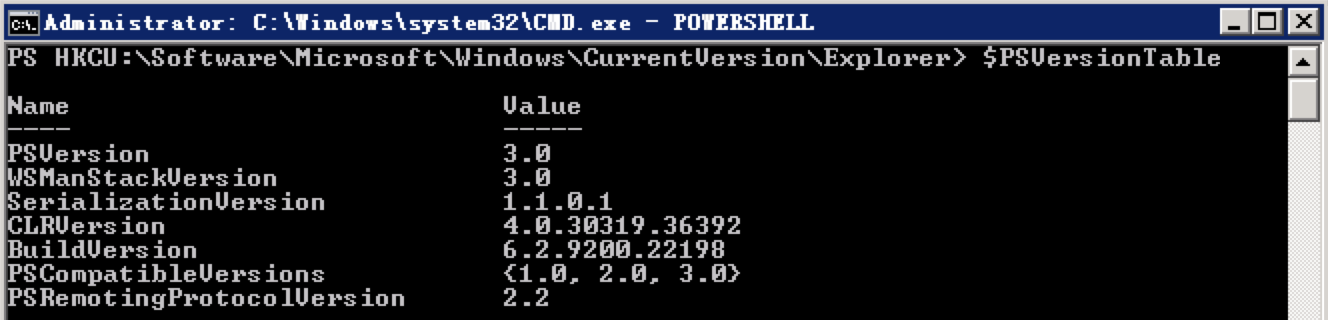 Administrator: C:\Windows\system32\CMD.exe - POWERSHELL
PS HKCU:\Software\Microsoft\Windows\CurrentVersion\Explorer> $PSVersionTable
Name                           Value
----                           -----
PSVersion                      3.0
WSManStackVersion              3.0
SerializationVersion           1.1.0.1
CLRVersion                     4.0.30319.36392
BuildVersion                   6.2.9200.22198
PSCompatibleVersions           {1.0, 2.0, 3.0}
PSRemotingProtocolVersion      2.2